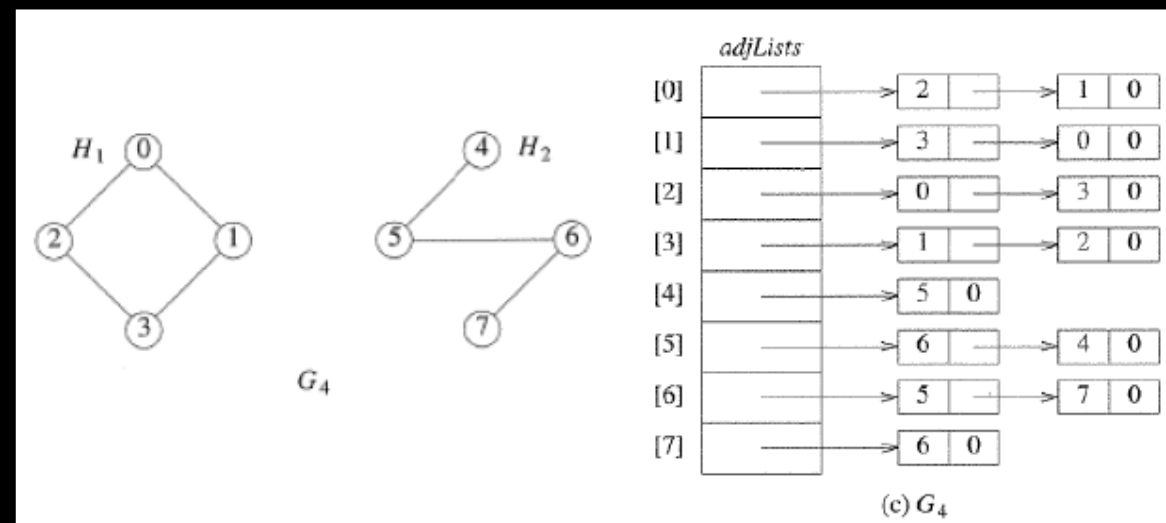 H1 0
4 H2
2 1
5 6
3
7
G4
adjLists
[0] 2 1 0
[1] 3 0 0
[2] 0 3 0
[3] 1 2 0
[4] 5 0
[5] 6 4 0
[6] 5 7 0
[7] 6 0
(c) G4